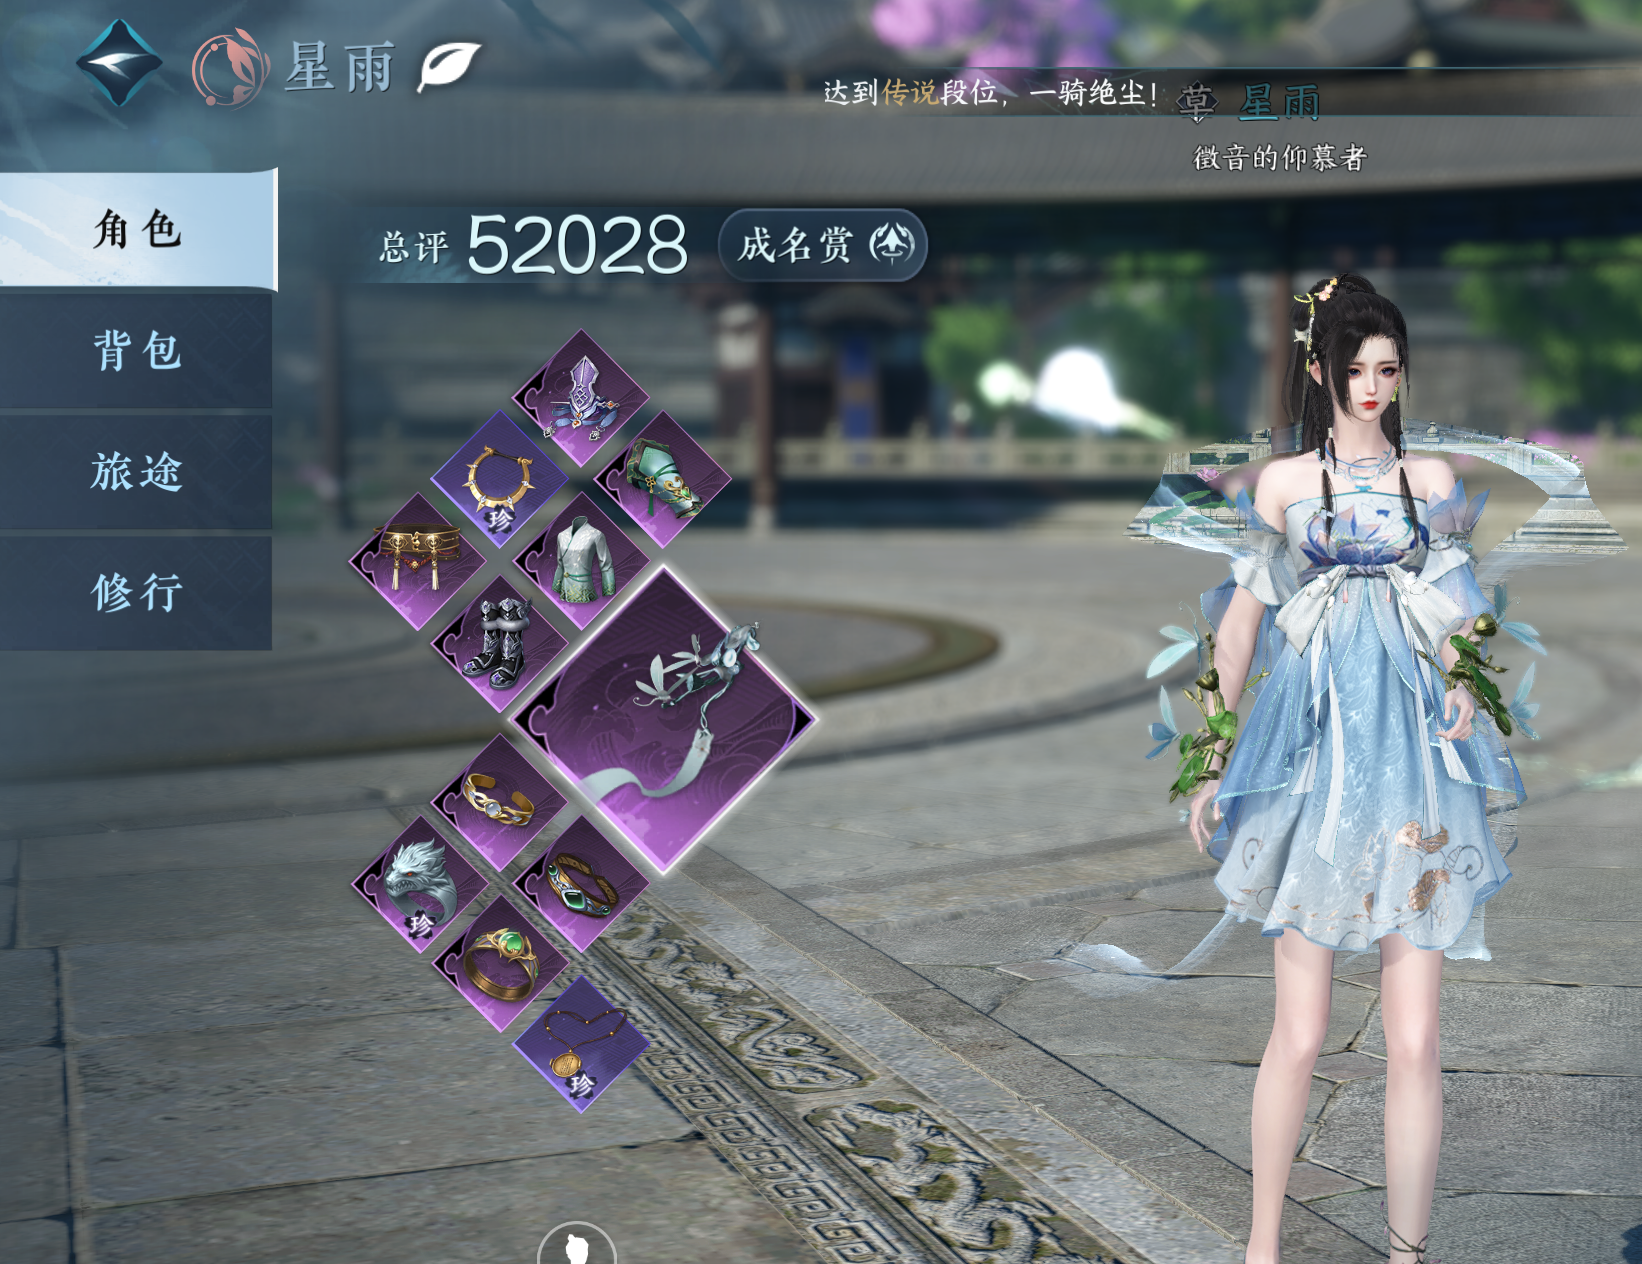 星雨
达到传说段位，一骑绝尘！
草 星雨
徵音的仰慕者
角色
总评 52028 成名赏
背包
旅途
修行
珍
珍
珍